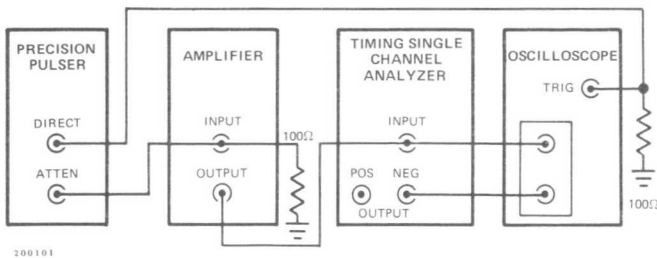 PRECISION
PULSER
DIRECT
ATTEN
AMPLIFIER
INPUT
OUTPUT
100Ω
TIMING SINGLE
CHANNEL
ANALYZER
INPUT
POS NEG
OUTPUT
OSCILLOSCOPE
TRIG
100Ω
200101